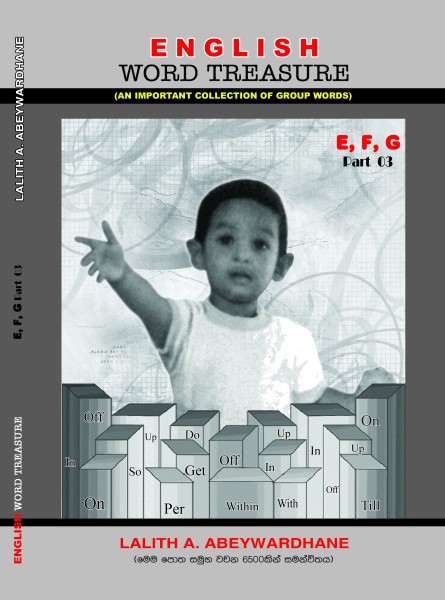 ENGLISH
WORD TREASURE
(AN IMPORTANT COLLECTION OF GROUP WORDS)
E, F, G
Part 03
Off
Up
Do
Up
On
In
So
Get
Off
In
In
Up
On
Per
Within
With
Off
Till
LALITH A. ABEYWARDHANE
(මෙම පොත සමූහ වචන 6500කින් සමන්විතය)
LALITH A. ABEYWARDHANE
E, F, G Part 03
ENGLISH WORD TREASURE